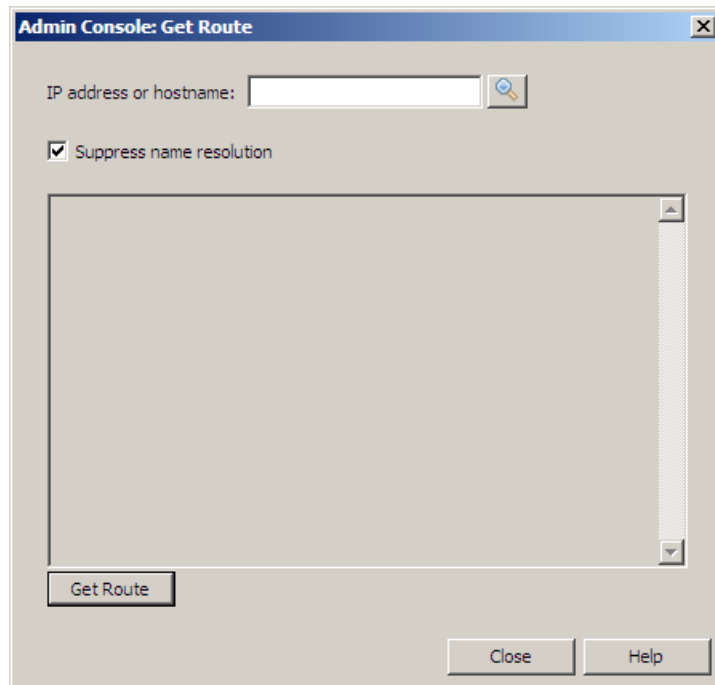 Admin Console: Get Route
IP address or hostname:
Suppress name resolution
Get Route
Close Help